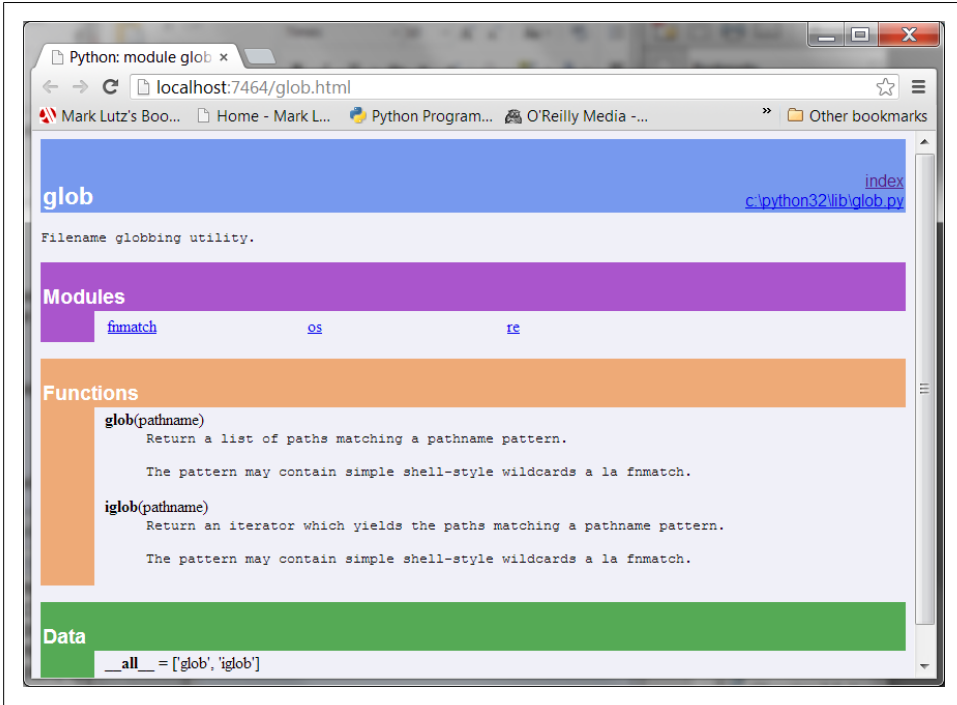 Python: module glob ×
localhost:7464/glob.html
Mark Lutz's Boo... Home - Mark L... Python Program... O'Reilly Media -... » Other bookmarks
index
glob c:\python32\lib\glob.py
Filename globbing utility.
Modules
fnmatch os re
Functions
glob(pathname)
Return a list of paths matching a pathname pattern.
The pattern may contain simple shell-style wildcards a la fnmatch.
iglob(pathname)
Return an iterator which yields the paths matching a pathname pattern.
The pattern may contain simple shell-style wildcards a la fnmatch.
Data
__all__ = ['glob', 'iglob']